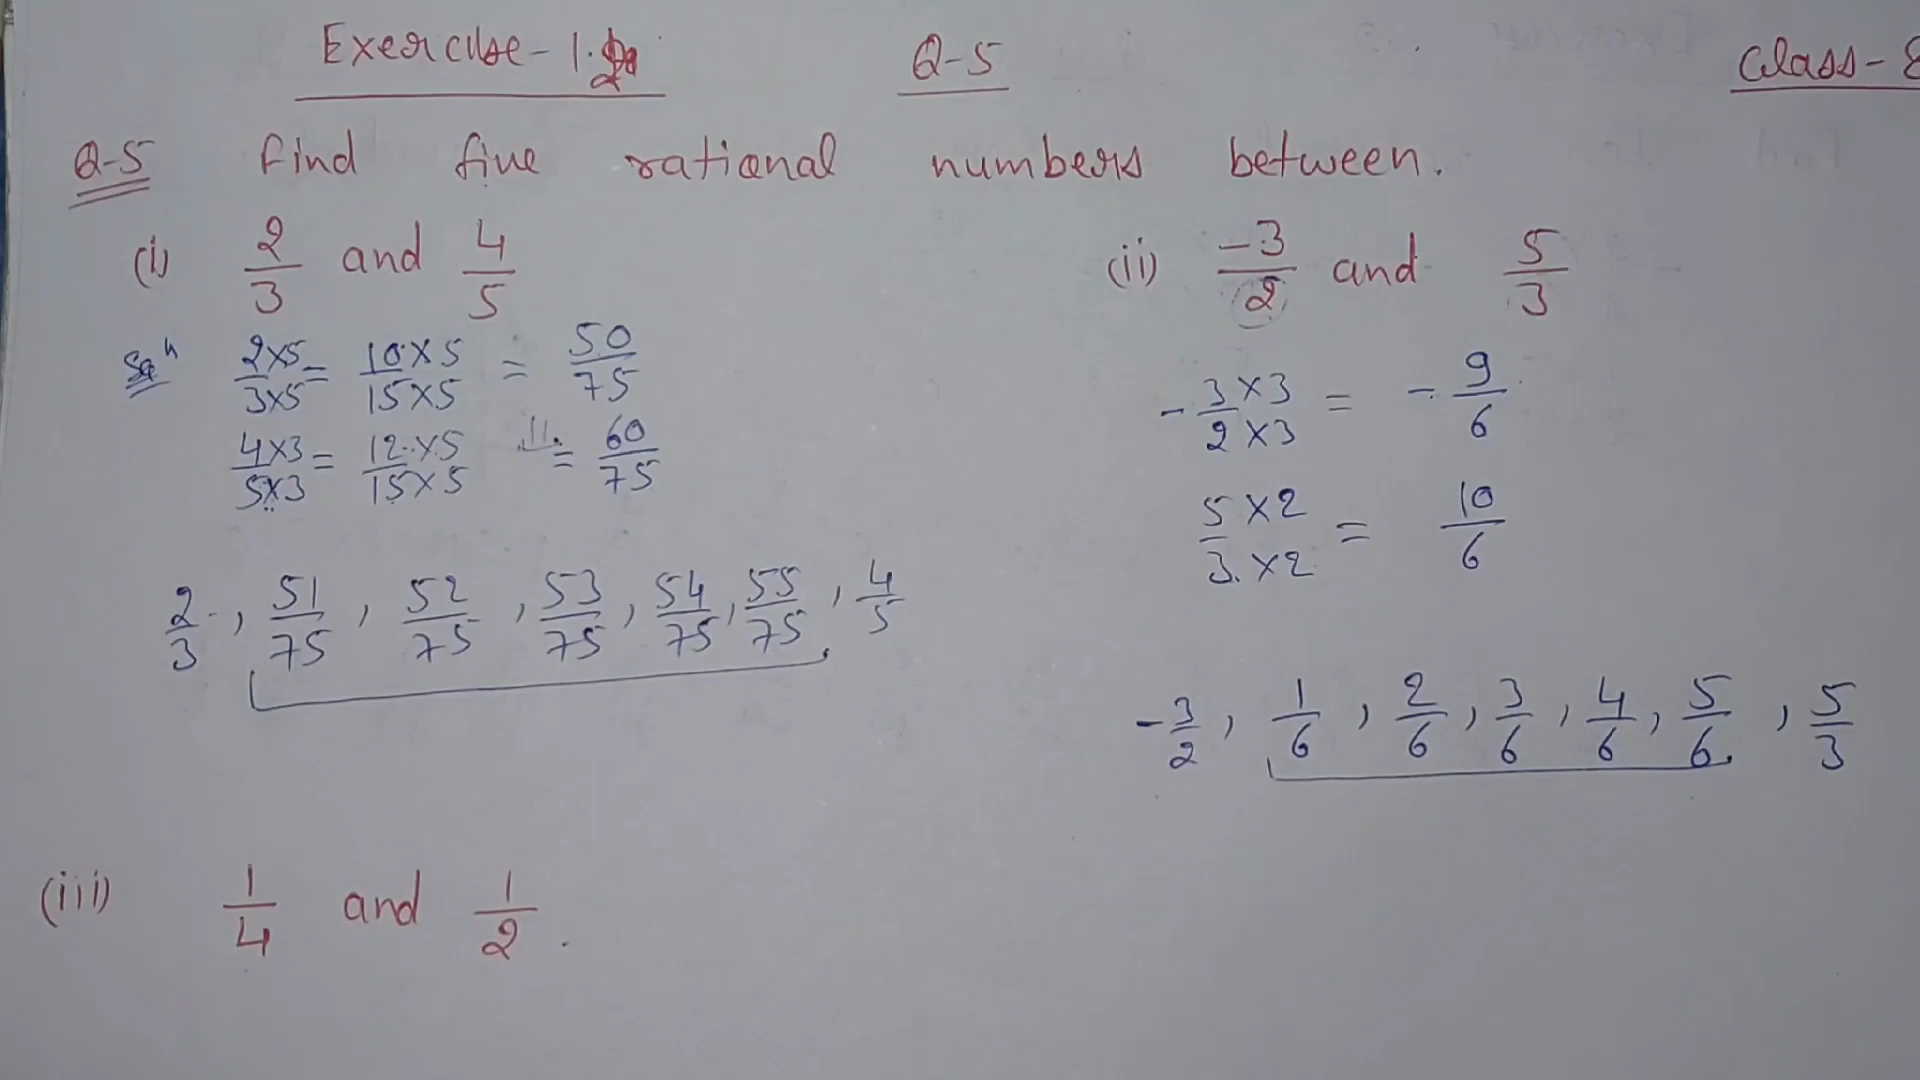 Exercise-1.2 Q-5 Class-8
Q-5 Find five rational numbers between.
(i) 2/3 and 4/5
Soln 2×5/3×5 = 10×5/15×5 = 50/75
4×3/5×3 = 12×5/15×5 = 60/75
2/3, 51/75, 52/75, 53/75, 54/75, 55/75, 4/5
(ii) -3/2 and 5/3
-3×3/2×3 = -9/6
5×2/3×2 = 10/6
-3/2, 1/6, 2/6, 3/6, 4/6, 5/6, 5/3
(iii) 1/4 and 1/2.